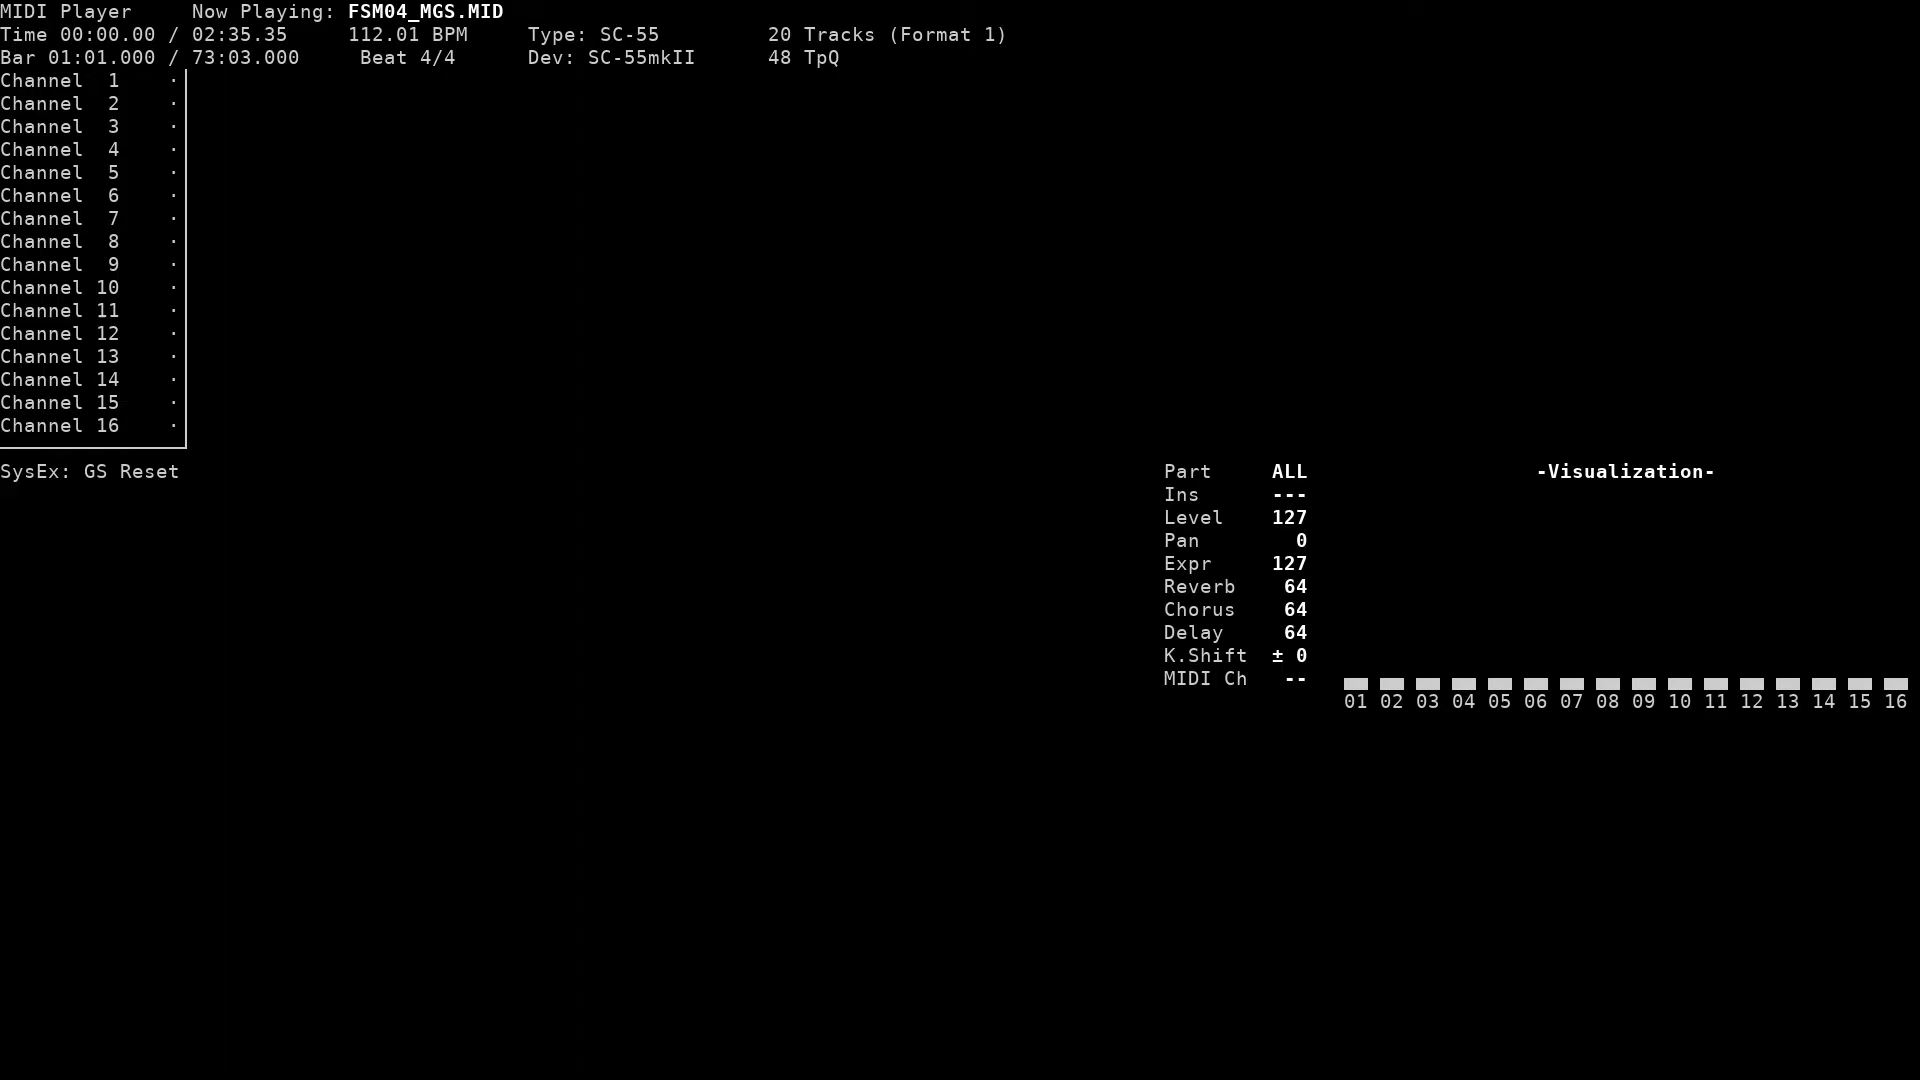 MIDI Player     Now Playing: FSM04_MGS.MID
Time 00:00.00 / 02:35.35     112.01 BPM     Type: SC-55         20 Tracks (Format 1)
Bar 01:01.000 / 73:03.000     Beat 4/4      Dev: SC-55mkII      48 TpQ
Channel  1    ·
Channel  2    ·
Channel  3    ·
Channel  4    ·
Channel  5    ·
Channel  6    ·
Channel  7    ·
Channel  8    ·
Channel  9    ·
Channel 10    ·
Channel 11    ·
Channel 12    ·
Channel 13    ·
Channel 14    ·
Channel 15    ·
Channel 16    ·
SysEx: GS Reset
Part     ALL
Ins      ---
Level    127
Pan        0
Expr     127
Reverb    64
Chorus    64
Delay     64
K.Shift  ± 0
MIDI Ch   --
-Visualization-
01 02 03 04 05 06 07 08 09 10 11 12 13 14 15 16